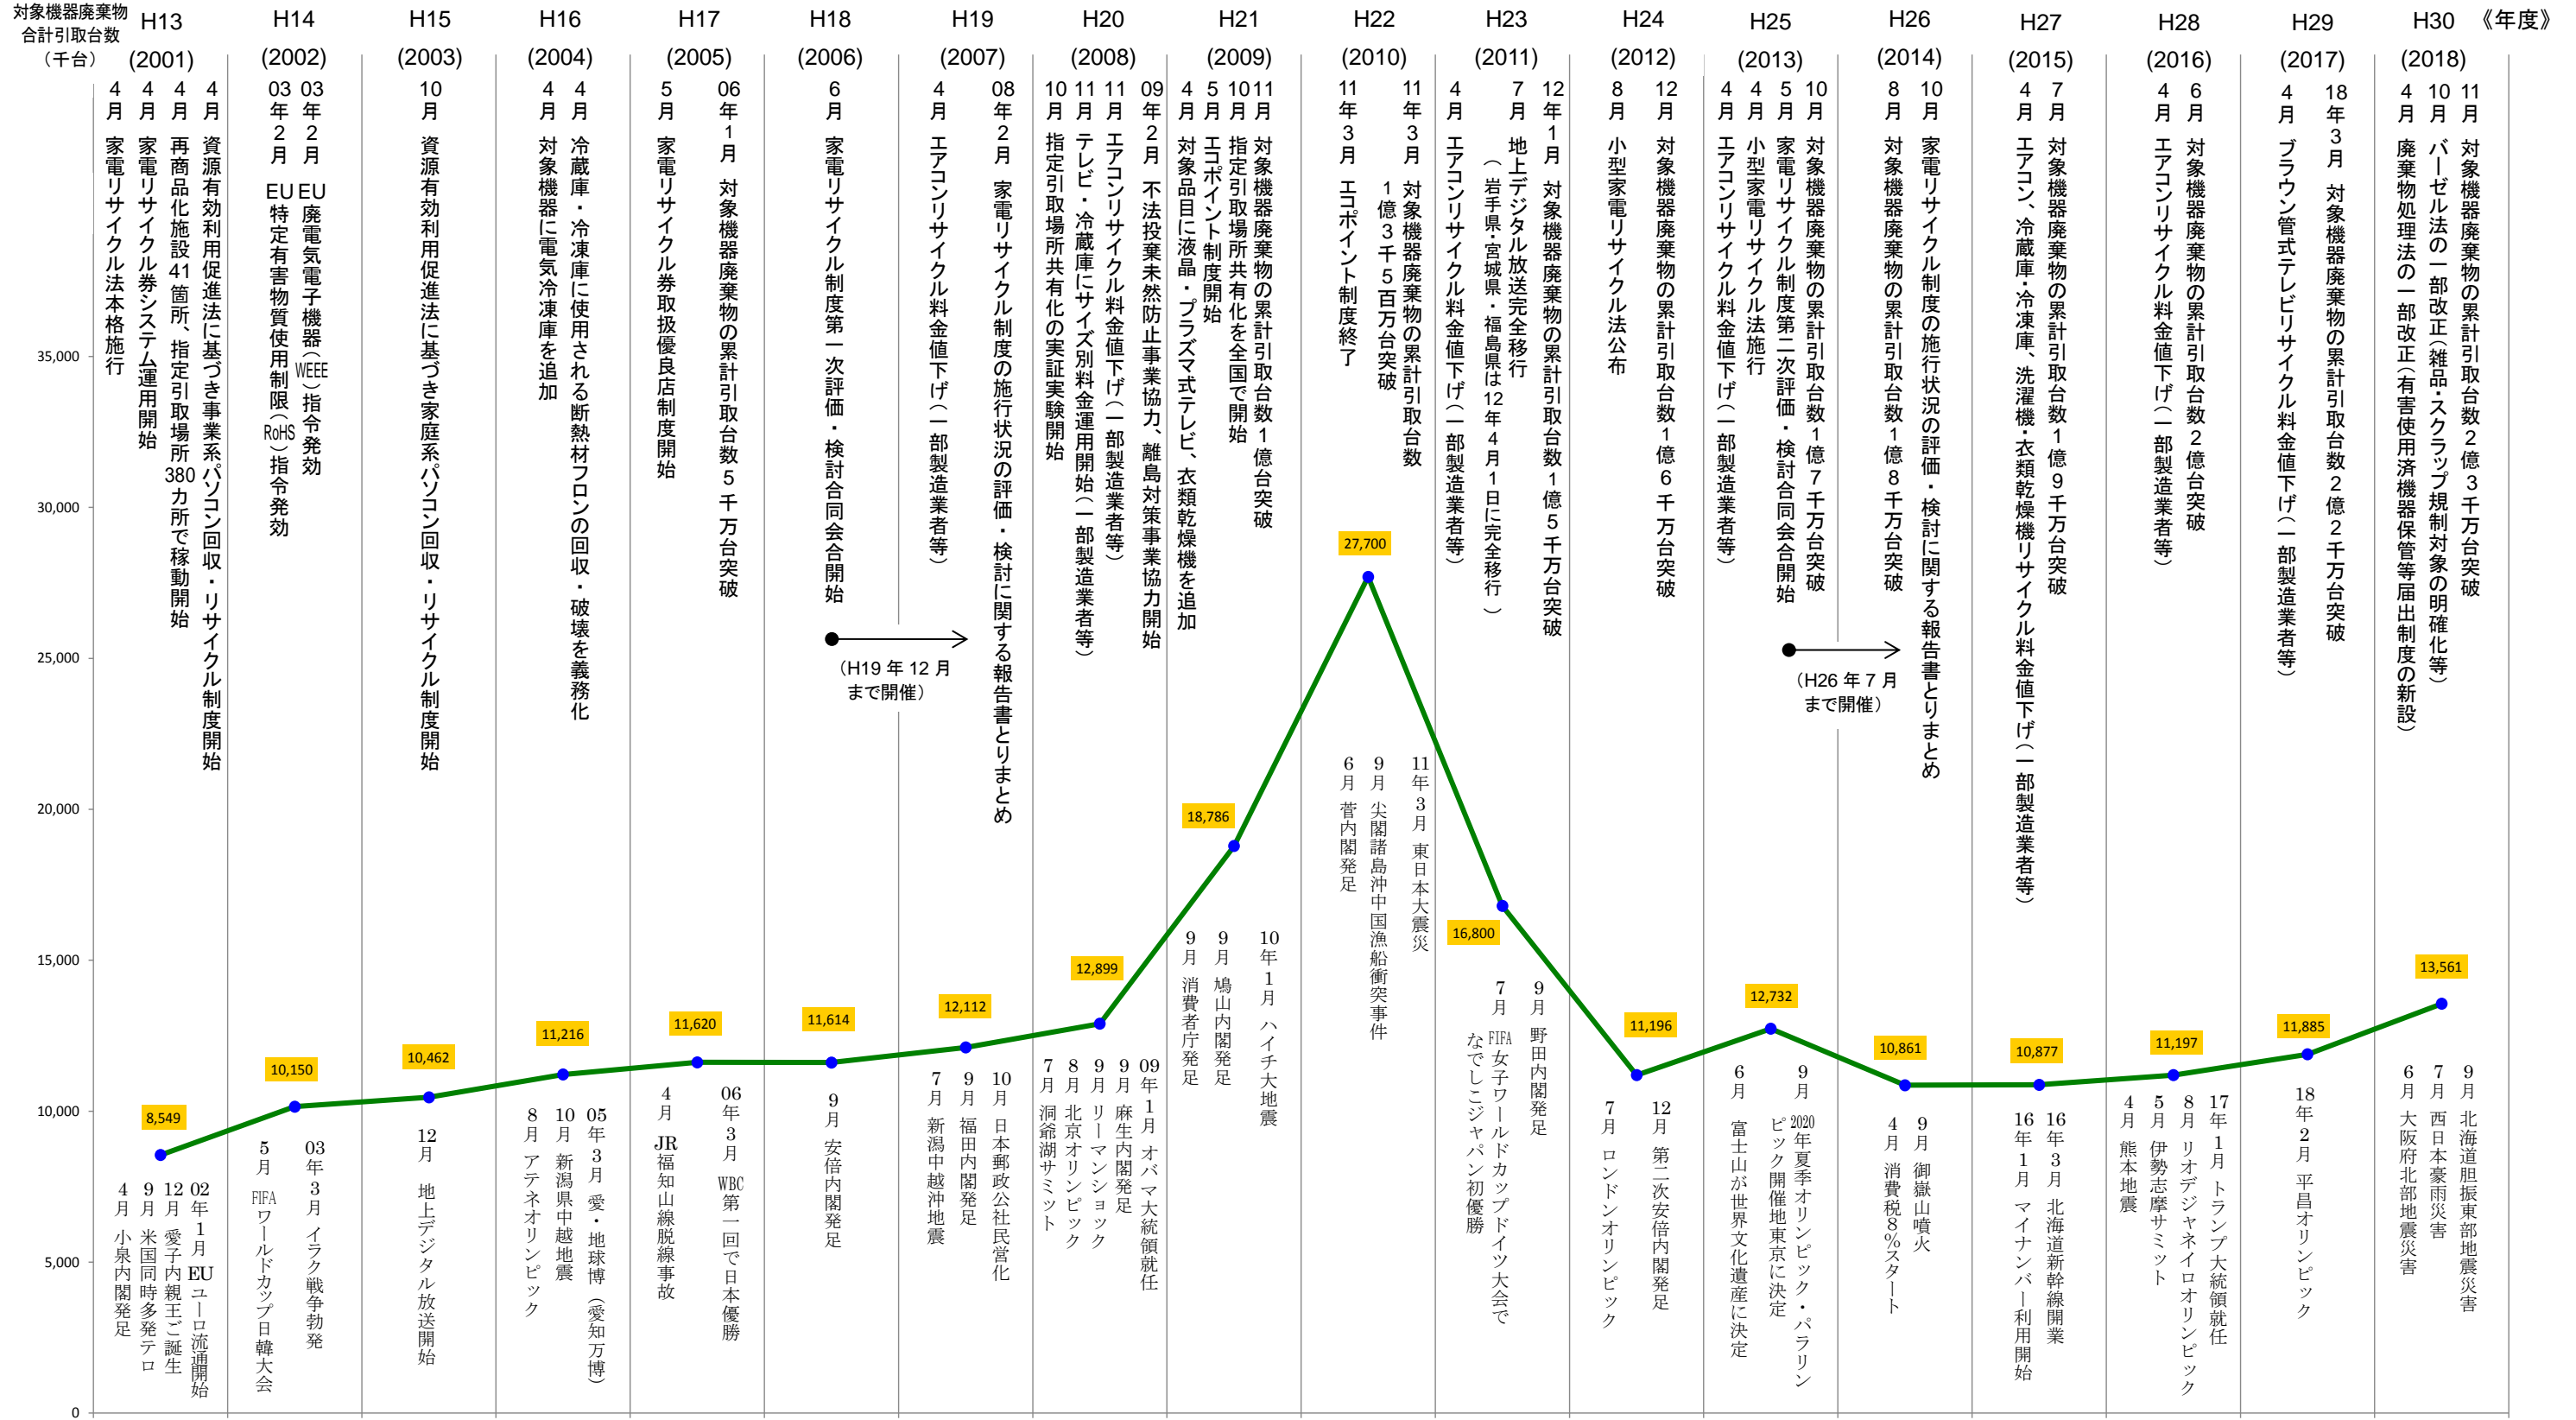 対象機器廃棄物
合計引取台数
（千台）
H13
(2001)
H14
(2002)
H15
(2003)
H16
(2004)
H17
(2005)
H18
(2006)
H19
(2007)
H20
(2008)
H21
(2009)
H22
(2010)
H23
(2011)
H24
(2012)
H25
(2013)
H26
(2014)
H27
(2015)
H28
(2016)
H29
(2017)
H30
(2018)
《年度》
4月 家電リサイクル法本格施行
4月 家電リサイクル券システム運用開始
4月 再商品化施設41箇所、指定引取場所380カ所で稼動開始
4月 資源有効利用促進法に基づき事業系パソコン回収・リサイクル制度開始
03年2月 EU特定有害物質使用制限（RoHS）指令発効
03年2月 EU廃電気電子機器（WEEE）指令発効
10月 資源有効利用促進法に基づき家庭系パソコン回収・リサイクル制度開始
4月 対象機器に電気冷凍庫を追加
4月 冷蔵庫・冷凍庫に使用される断熱材フロンの回収・破壊を義務化
5月 家電リサイクル券取扱優良店制度開始
06年1月 対象機器廃棄物の累計引取台数5千万台突破
6月 家電リサイクル制度第一次評価・検討合同会合開始
（H19年12月
まで開催）
4月 エアコンリサイクル料金値下げ（一部製造業者等）
08年2月 家電リサイクル制度の施行状況の評価・検討に関する報告書とりまとめ
10月 指定引取場所共有化の実証実験開始
11月 テレビ・冷蔵庫にサイズ別料金運用開始（一部製造業者等）
11月 エアコンリサイクル料金値下げ（一部製造業者等）
09年2月 不法投棄未然防止事業協力、離島対策事業協力開始
4月 対象品目に液晶・プラズマ式テレビ、衣類乾燥機を追加
5月 エコポイント制度開始
10月 指定引取場所共有化を全国で開始
11月 対象機器廃棄物の累計引取台数1億台突破
11年3月 エコポイント制度終了
11年3月 対象機器廃棄物の累計引取台数
1億3千5百万台突破
4月 エアコンリサイクル料金値下げ（一部製造業者等）
7月 地上デジタル放送完全移行
（岩手県・宮城県・福島県は12年4月1日に完全移行）
12年1月 対象機器廃棄物の累計引取台数1億5千万台突破
8月 小型家電リサイクル法公布
12月 対象機器廃棄物の累計引取台数1億6千万台突破
4月 エアコンリサイクル料金値下げ（一部製造業者等）
4月 小型家電リサイクル法施行
5月 家電リサイクル制度第二次評価・検討合同会合開始
10月 対象機器廃棄物の累計引取台数1億7千万台突破
（H26年7月
まで開催）
8月 対象機器廃棄物の累計引取台数1億8千万台突破
10月 家電リサイクル制度の施行状況の評価・検討に関する報告書とりまとめ
4月 エアコン、冷蔵庫・冷凍庫、洗濯機・衣類乾燥機リサイクル料金値下げ（一部製造業者等）
7月 対象機器廃棄物の累計引取台数1億9千万台突破
4月 エアコンリサイクル料金値下げ（一部製造業者等）
6月 対象機器廃棄物の累計引取台数2億台突破
4月 ブラウン管式テレビリサイクル料金値下げ（一部製造業者等）
18年3月 対象機器廃棄物の累計引取台数2億2千万台突破
4月 廃棄物処理法の一部改正（有害使用済機器保管等届出制度の新設）
10月 バーゼル法の一部改正（雑品・スクラップ規制対象の明確化等）
11月 対象機器廃棄物の累計引取台数2億3千万台突破
35,000
30,000
25,000
20,000
15,000
10,000
5,000
0
8,549
10,150
10,462
11,216
11,620
11,614
12,112
12,899
18,786
27,700
16,800
11,196
12,732
10,861
10,877
11,197
11,885
13,561
4月 小泉内閣発足
9月 米国同時多発テロ
12月 愛子内親王ご誕生
02年1月 EUユーロ流通開始
5月 FIFAワールドカップ日韓大会
03年3月 イラク戦争勃発
12月 地上デジタル放送開始
8月 アテネオリンピック
10月 新潟県中越地震
05年3月 愛・地球博（愛知万博）
4月 JR福知山線脱線事故
06年3月 WBC第一回で日本優勝
9月 安倍内閣発足
7月 新潟中越沖地震
9月 福田内閣発足
10月 日本郵政公社民営化
7月 洞爺湖サミット
8月 北京オリンピック
9月 リーマンショック
9月 麻生内閣発足
09年1月 オバマ大統領就任
9月 消費者庁発足
9月 鳩山内閣発足
10年1月 ハイチ大地震
6月 菅内閣発足
9月 尖閣諸島沖中国漁船衝突事件
11年3月 東日本大震災
7月 FIFA女子ワールドカップドイツ大会で
なでしこジャパン初優勝
9月 野田内閣発足
7月 ロンドンオリンピック
12月 第二次安倍内閣発足
6月 富士山が世界文化遺産に決定
9月 2020年夏季オリンピック・パラリン
ピック開催地東京に決定
4月 消費税8%スタート
9月 御嶽山噴火
16年1月 マイナンバー利用開始
16年3月 北海道新幹線開業
4月 熊本地震
5月 伊勢志摩サミット
8月 リオデジャネイロオリンピック
17年1月 トランプ大統領就任
18年2月 平昌オリンピック
6月 大阪府北部地震災害
7月 西日本豪雨災害
9月 北海道胆振東部地震災害